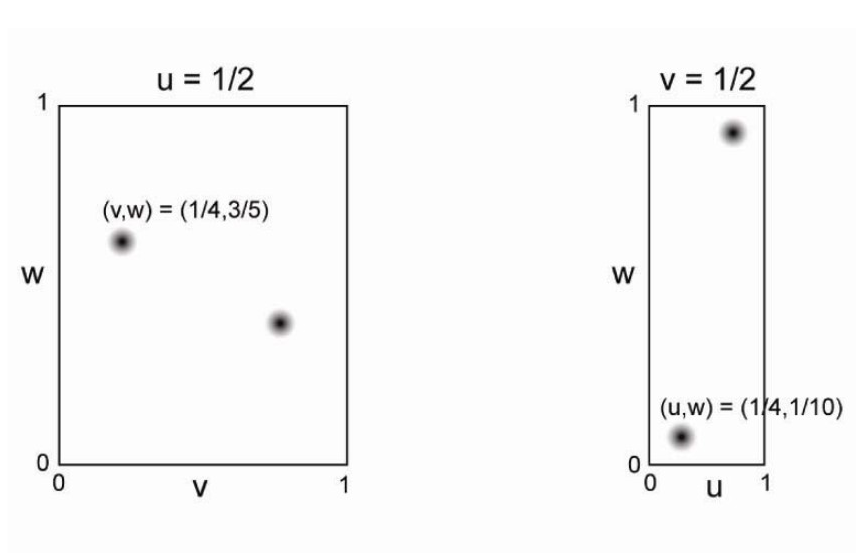 u = 1/2
1
(v,w) = (1/4,3/5)
w
0
0
v
1
v = 1/2
1
w
(u,w) = (1/4,1/10)
0
0
u
1